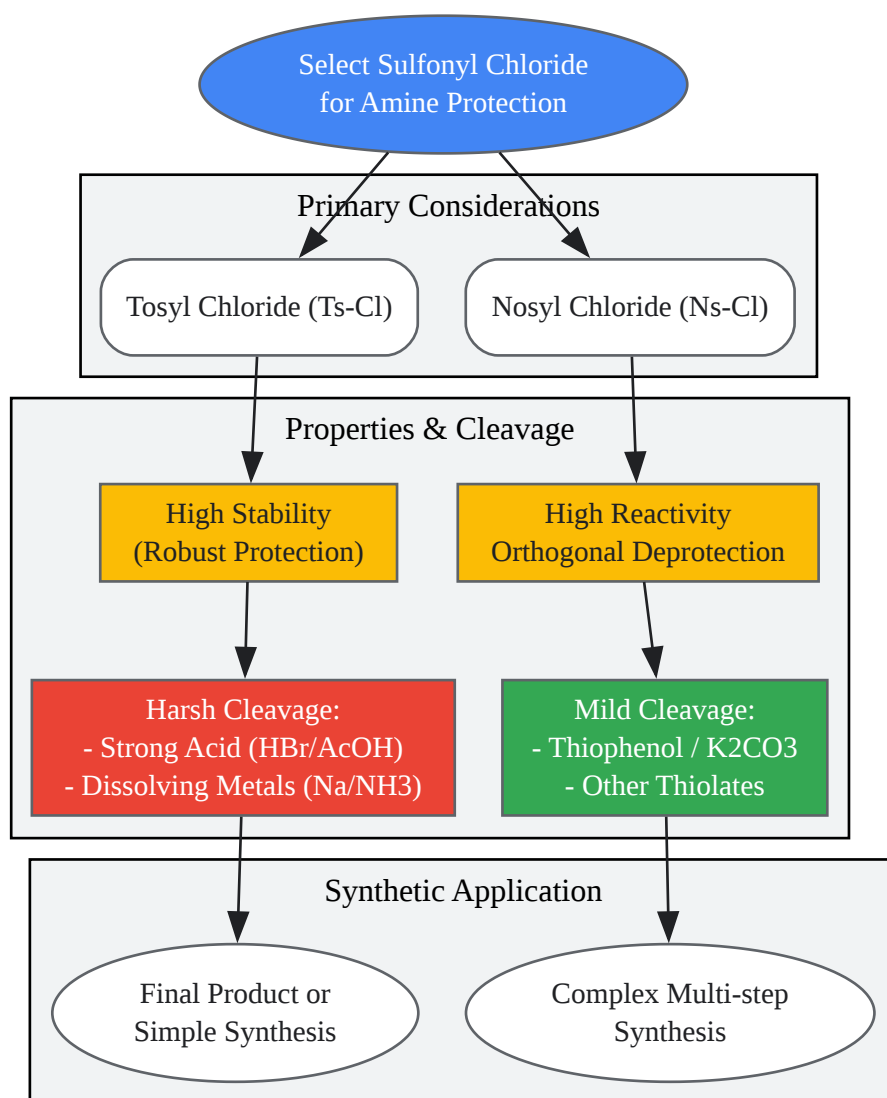 Select Sulfonyl Chloride
for Amine Protection
Primary Considerations
Tosyl Chloride (Ts-Cl)
Nosyl Chloride (Ns-Cl)
Properties & Cleavage
High Stability
(Robust Protection)
High Reactivity
Orthogonal Deprotection
Harsh Cleavage:
- Strong Acid (HBr/AcOH)
- Dissolving Metals (Na/NH3)
Mild Cleavage:
- Thiophenol / K2CO3
- Other Thiolates
Synthetic Application
Final Product or
Simple Synthesis
Complex Multi-step
Synthesis